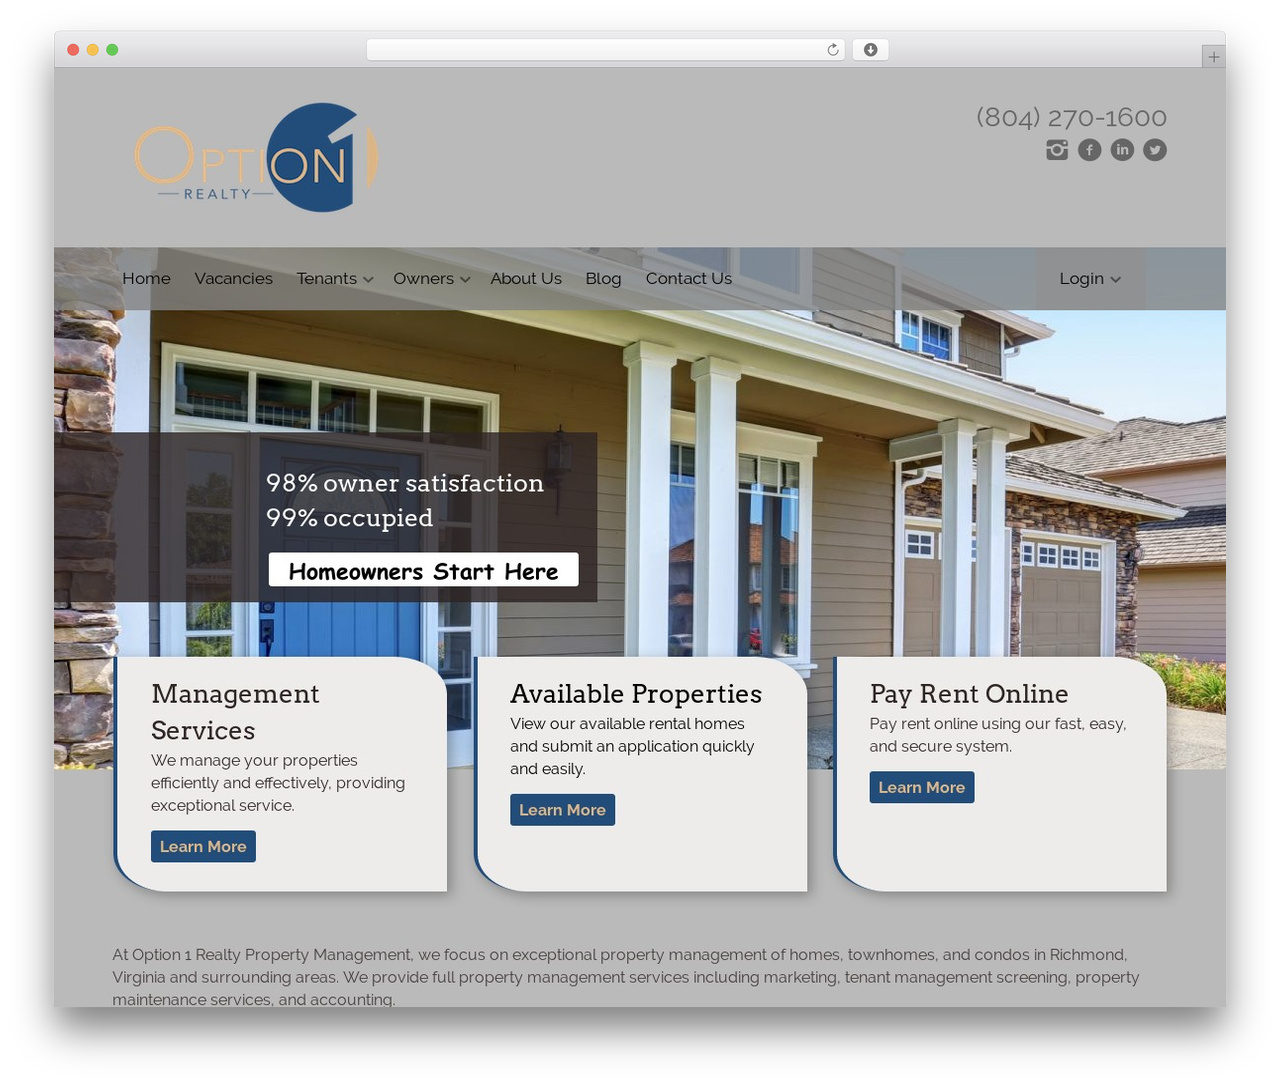 OPTION 1
REALTY
(804) 270-1600
Home Vacancies Tenants Owners About Us Blog Contact Us Login
98% owner satisfaction
99% occupied
Homeowners Start Here
Management
Services
We manage your properties
efficiently and effectively, providing
exceptional service.
Learn More
Available Properties
View our available rental homes
and submit an application quickly
and easily.
Learn More
Pay Rent Online
Pay rent online using our fast, easy,
and secure system.
Learn More
At Option 1 Realty Property Management, we focus on exceptional property management of homes, townhomes, and condos in Richmond,
Virginia and surrounding areas. We provide full property management services including marketing, tenant management screening, property
maintenance services, and accounting.